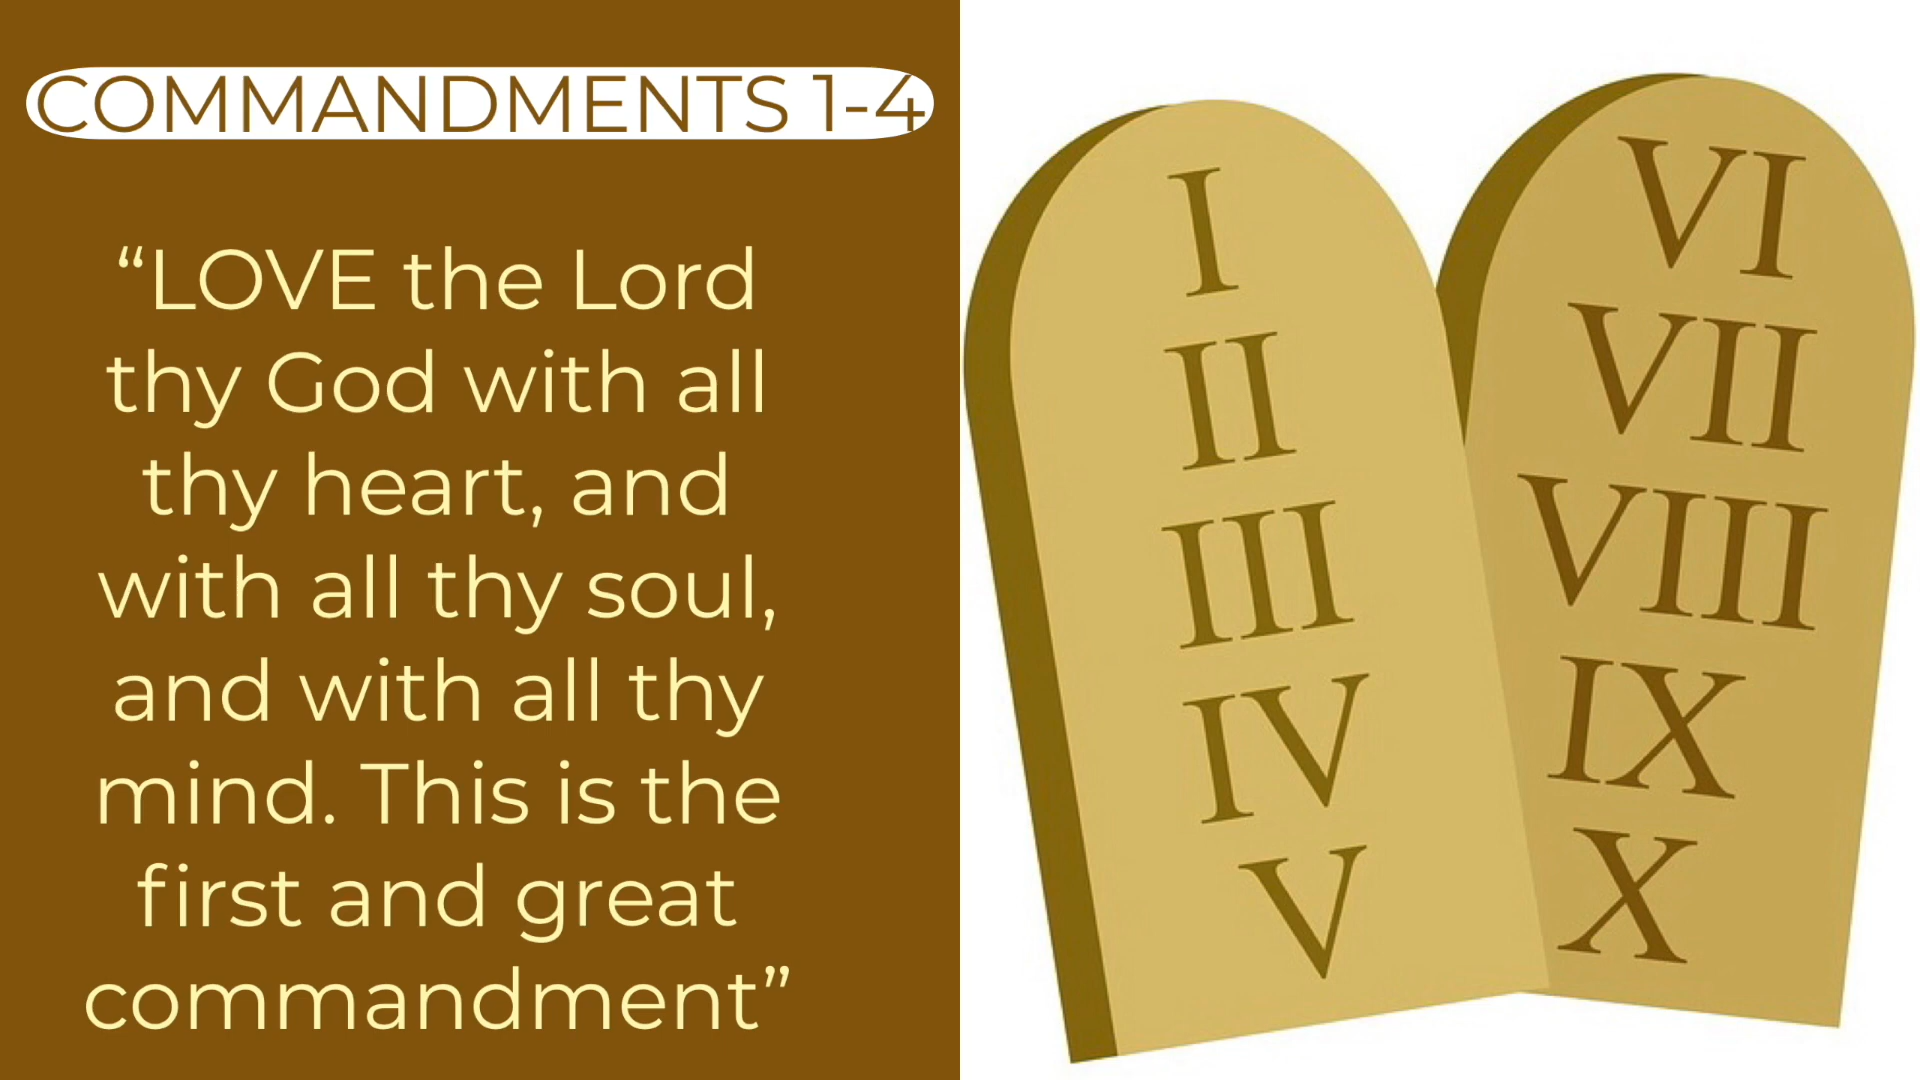 COMMANDMENTS 1-4
“LOVE the Lord
thy God with all
thy heart, and
with all thy soul,
and with all thy
mind. This is the
first and great
commandment”
I
II
III
IV
V
VI
VII
VIII
IX
X